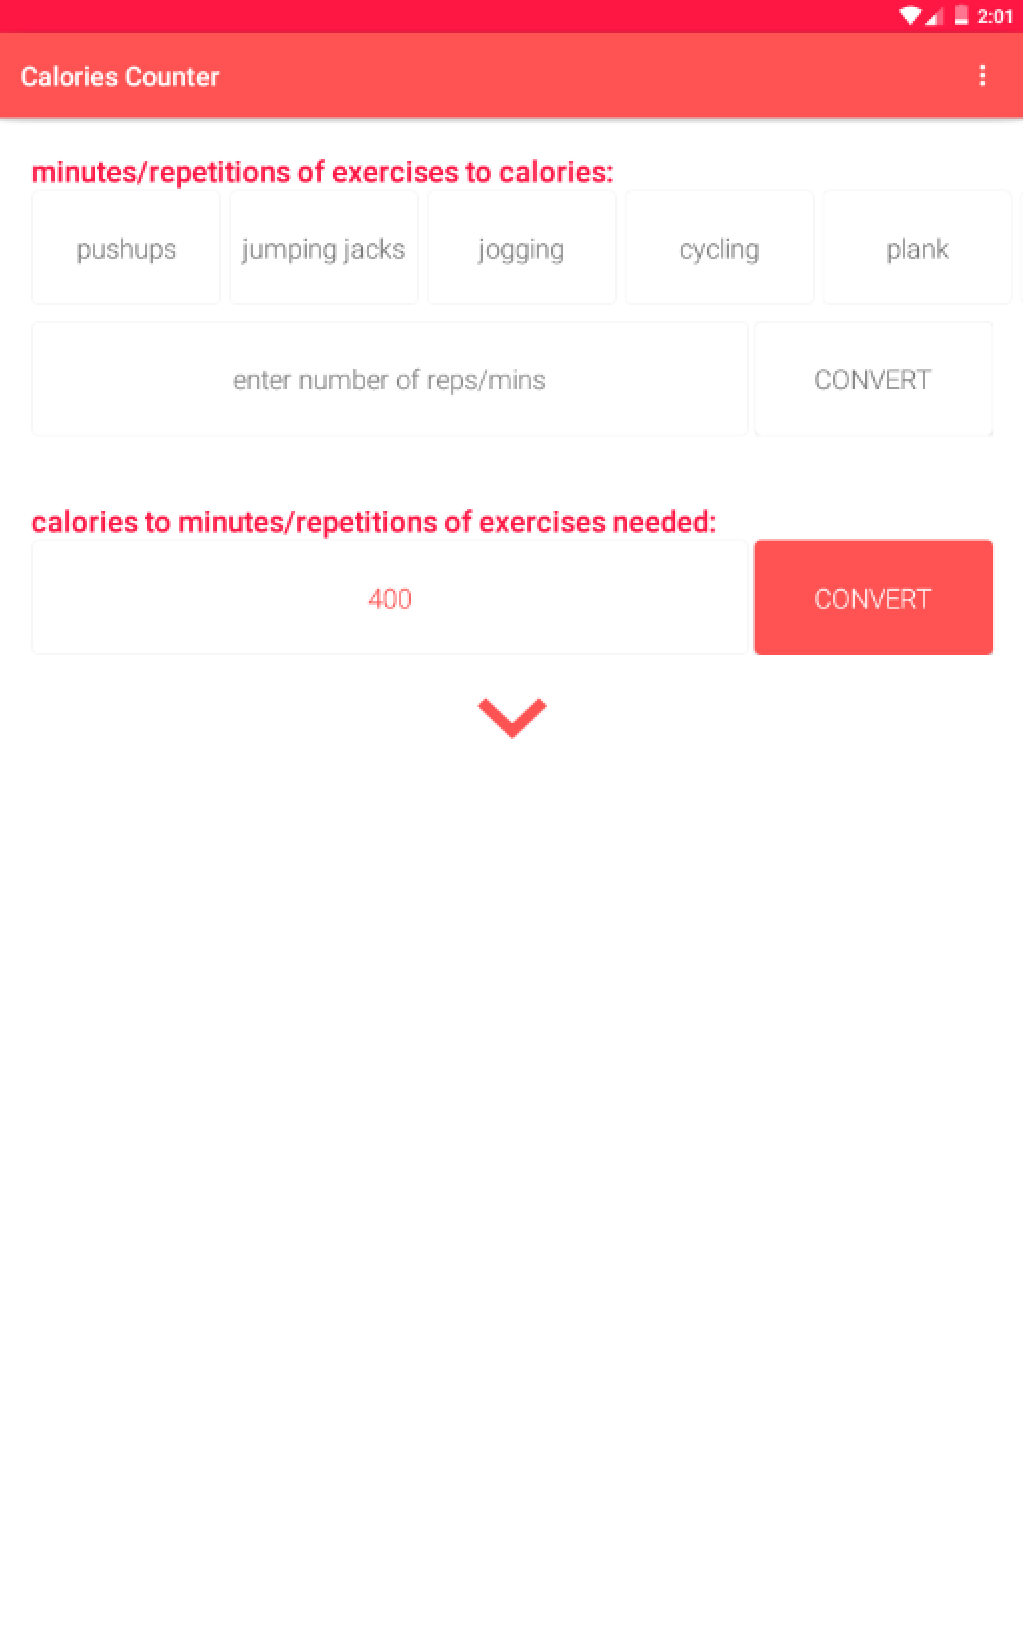 2:01
Calories Counter
minutes/repetitions of exercises to calories:
pushups jumping jacks jogging cycling plank
enter number of reps/mins CONVERT
calories to minutes/repetitions of exercises needed:
400 CONVERT